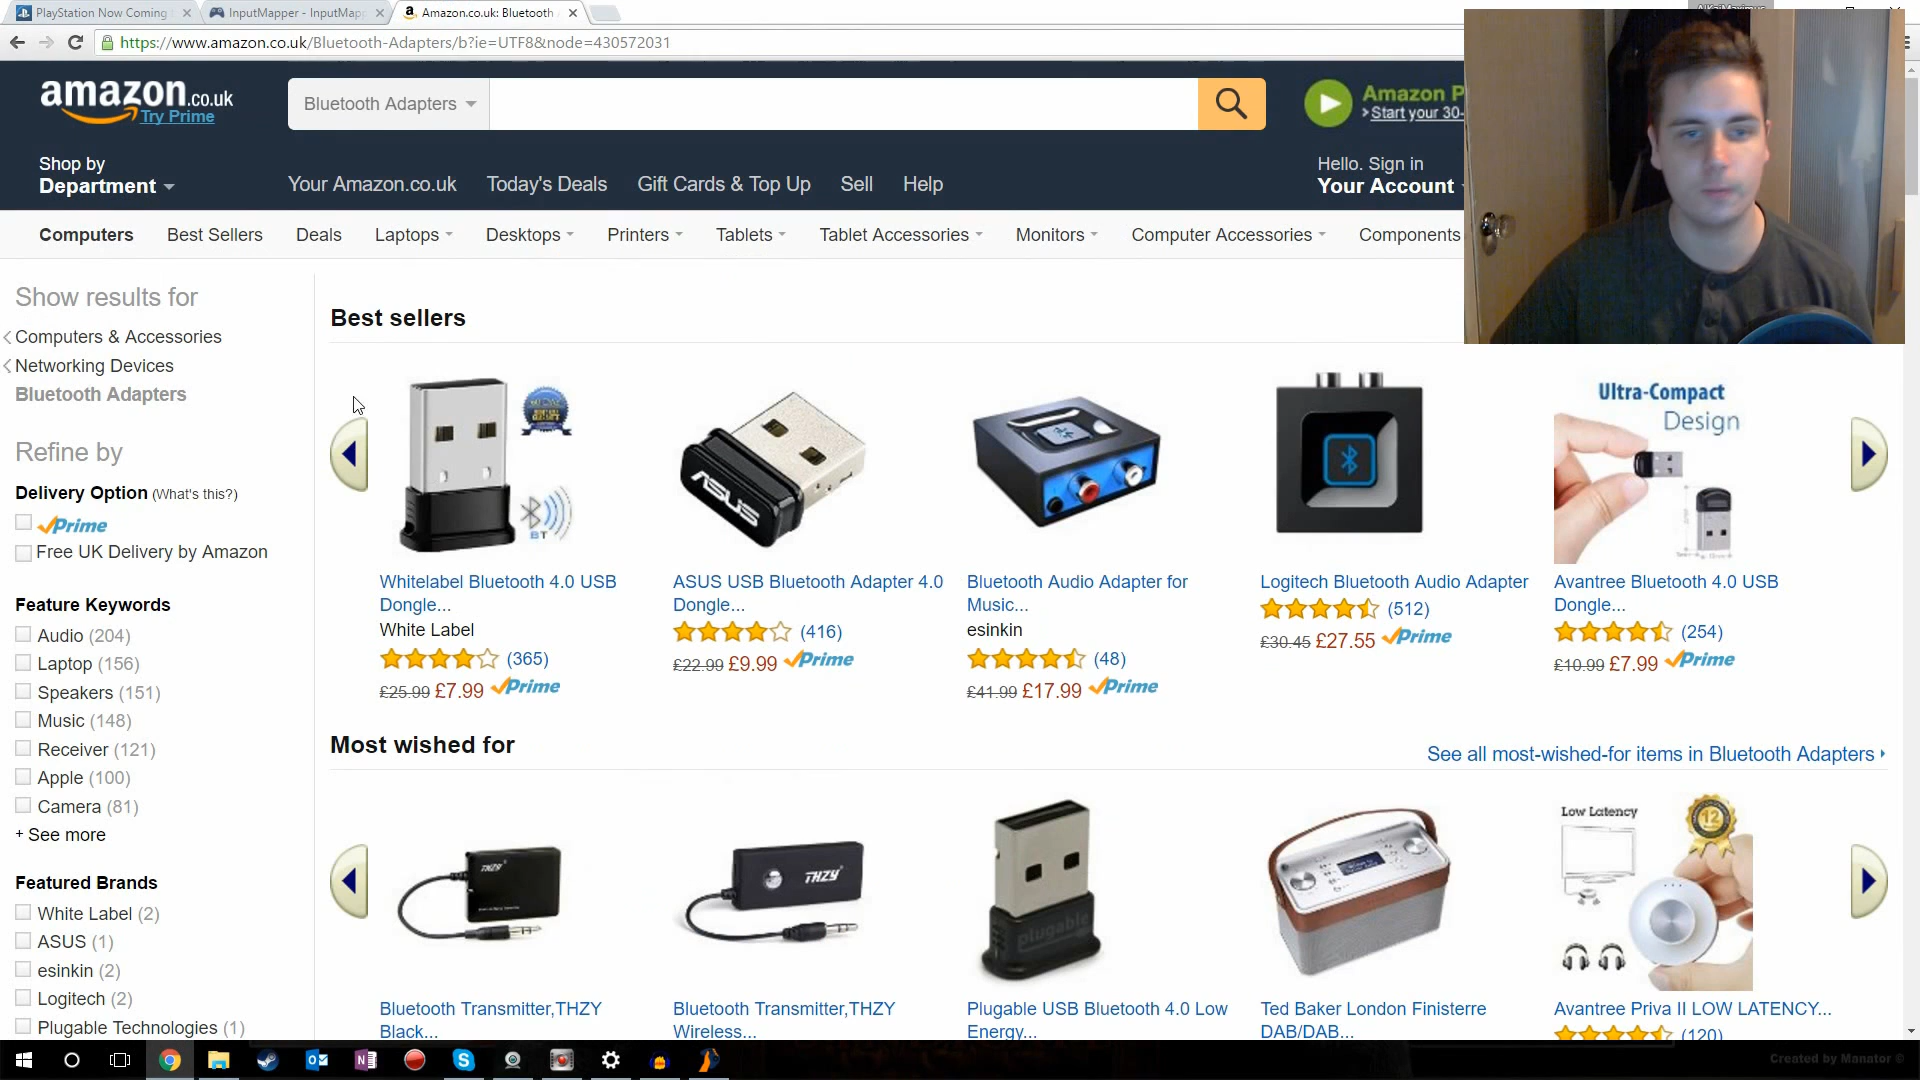 PlayStation Now Coming
InputMapper - InputMapp
Amazon.co.uk: Bluetooth
https://www.amazon.co.uk/Bluetooth-Adapters/b?ie=UTF8&node=430572031
amazon.co.uk
Try Prime
Bluetooth Adapters
Amazon P
> Start your 30-
Shop by
Department
Your Amazon.co.uk Today's Deals Gift Cards & Top Up Sell Help
Hello. Sign in
Your Account
Computers Best Sellers Deals Laptops Desktops Printers Tablets Tablet Accessories Monitors Computer Accessories Components
Show results for
Computers & Accessories
Networking Devices
Bluetooth Adapters
Refine by
Delivery Option (What's this?)
Prime
Free UK Delivery by Amazon
Feature Keywords
Audio (204)
Laptop (156)
Speakers (151)
Music (148)
Receiver (121)
Apple (100)
Camera (81)
+ See more
Featured Brands
White Label (2)
ASUS (1)
esinkin (2)
Logitech (2)
Plugable Technologies (1)
Best sellers
BT
ASUS
Ultra-Compact
Design
Whitelabel Bluetooth 4.0 USB
Dongle...
White Label
(365)
£25.99 £7.99 Prime
ASUS USB Bluetooth Adapter 4.0
Dongle...
(416)
£22.99 £9.99 Prime
Bluetooth Audio Adapter for
Music...
esinkin
(48)
£41.99 £17.99 Prime
Logitech Bluetooth Audio Adapter
(512)
£30.45 £27.55 Prime
Avantree Bluetooth 4.0 USB
Dongle...
(254)
£10.99 £7.99 Prime
Most wished for
See all most-wished-for items in Bluetooth Adapters
THZY
THZY
plugable
Low Latency
12
Bluetooth Transmitter,THZY
Black...
Bluetooth Transmitter,THZY
Wireless...
Plugable USB Bluetooth 4.0 Low
Energy...
Ted Baker London Finisterre
DAB/DAB...
Avantree Priva II LOW LATENCY...
(120)
Created by Manator ©